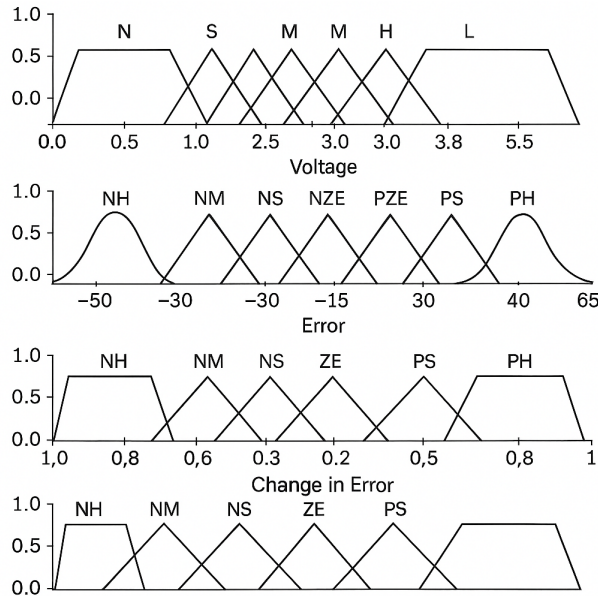 1.0
N S M M H L
0.5
0.0
0.0 0.5 1.0 2.5 3.0 3.0 3.8 5.5
Voltage
1.0
NH NM NS NZE PZE PS PH
0.5
0.0
−50 −30 −30 −15 30 40 65
Error
1.0
NH NM NS ZE PS PH
0.5
1,0 0,8 0,6 0.3 0.2 0,5 0,8 1
Change in Error
1.0
NH NM NS ZE PS
0.5
0.0